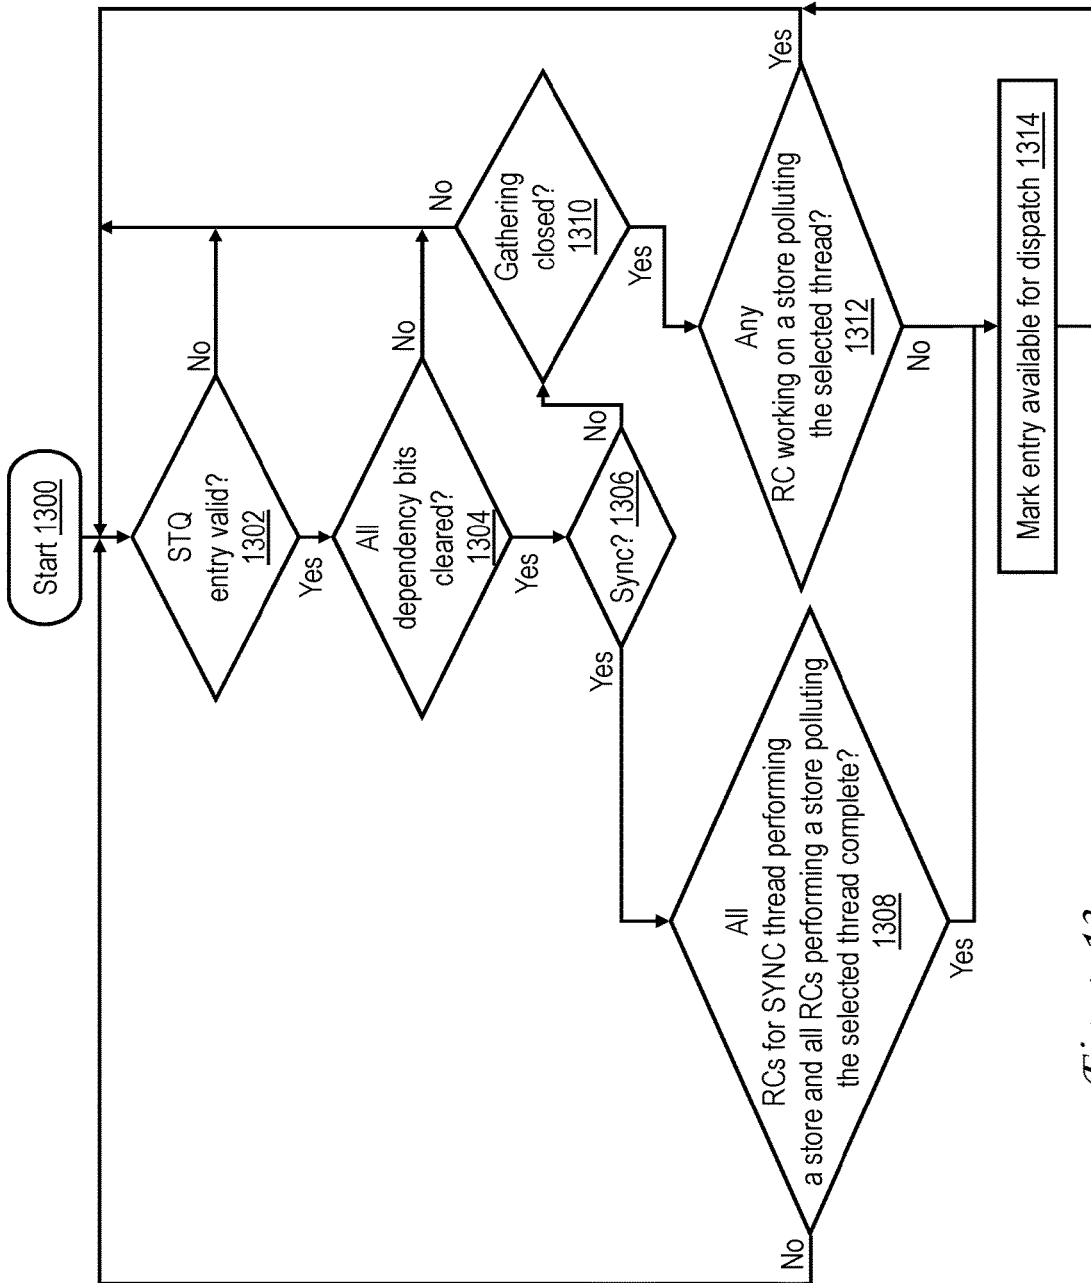 Start 1300
STQ
entry valid?
1302
No
Yes
All
dependency bits
cleared?
1304
No
Yes
Sync? 1306
No
Yes
Gathering
closed?
1310
No
Yes
All
RCs for SYNC thread performing
a store and all RCs performing a store polluting
the selected thread complete?
1308
No
Yes
Any
RC working on a store polluting
the selected thread?
1312
Yes
No
Mark entry available for dispatch 1314